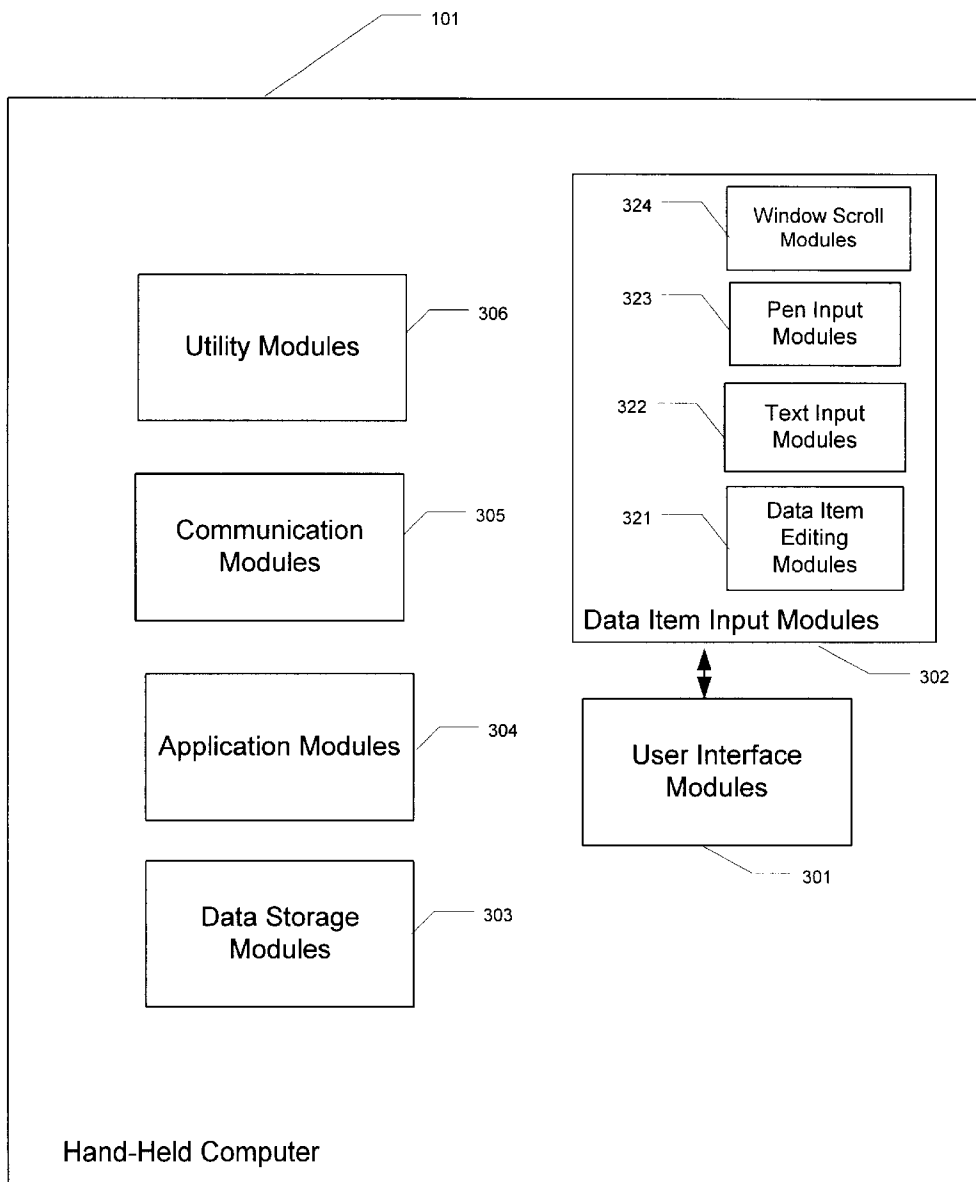 101
324
Window Scroll
Modules
323
Pen Input
Modules
306
Utility Modules
322
Text Input
Modules
305
Communication
Modules
321
Data Item
Editing
Modules
Data Item Input Modules
302
304
Application Modules
User Interface
Modules
301
303
Data Storage
Modules
Hand-Held Computer